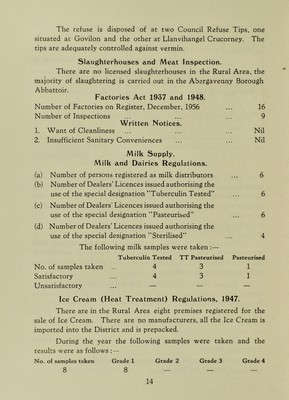 The refuse is disposed of at two Council Refuse Tips, one
situated at Govilon and the other at Llanvihangel Crucorney. The
tips are adequately controlled against vermin.
Slaughterhouses and Meat Inspection.
There are no licensed slaughterhouses in the Rural Area, the
majority of slaughtering is carried out in the Abergavenny Borough
Abbattoir.
Factories Act 1937 and 1948.
Number of Factories on Register, December, 1956 ... 16
Number of Inspections ... ... ... 9
Written Notices.
1. Want of Cleanliness ... ... ... Nil
2. Insufficient Sanitary Conveniences ... ... Nil
Milk Supply.
Milk and Dairies Regulations.
(a) Number of persons registered as milk distributors ... 6
(b) Number of Dealers' Licences issued authorising the
use of the special designation "Tuberculin Tested" ... 6
(c) Number of Dealers' Licences issued authorising the
use of the special designation "Pasteurised" ... 6
(d) Number of Dealers' Licences issued authorising the
use of the special designation "Sterilised" ... 4
The following milk samples were taken :—
Tuberculin Tested TT Pasteurised Pasteurised
No. of samples taken ... 4 3 1
Satisfactory ... 4 3 1
Unsatisfactory ... — — —
Ice Cream (Heat Treatment) Regulations, 1947.
There are in the Rural Area eight premises registered for the
sale of Ice Cream. There are no manufacturers, all the Ice Cream is
imported into the District and is prepacked.
During the year the following samples were taken and the
results were as follows :—
No. of samples taken Grade 1 Grade 2 Grade 3 Grade 4
8 8 — — —
14